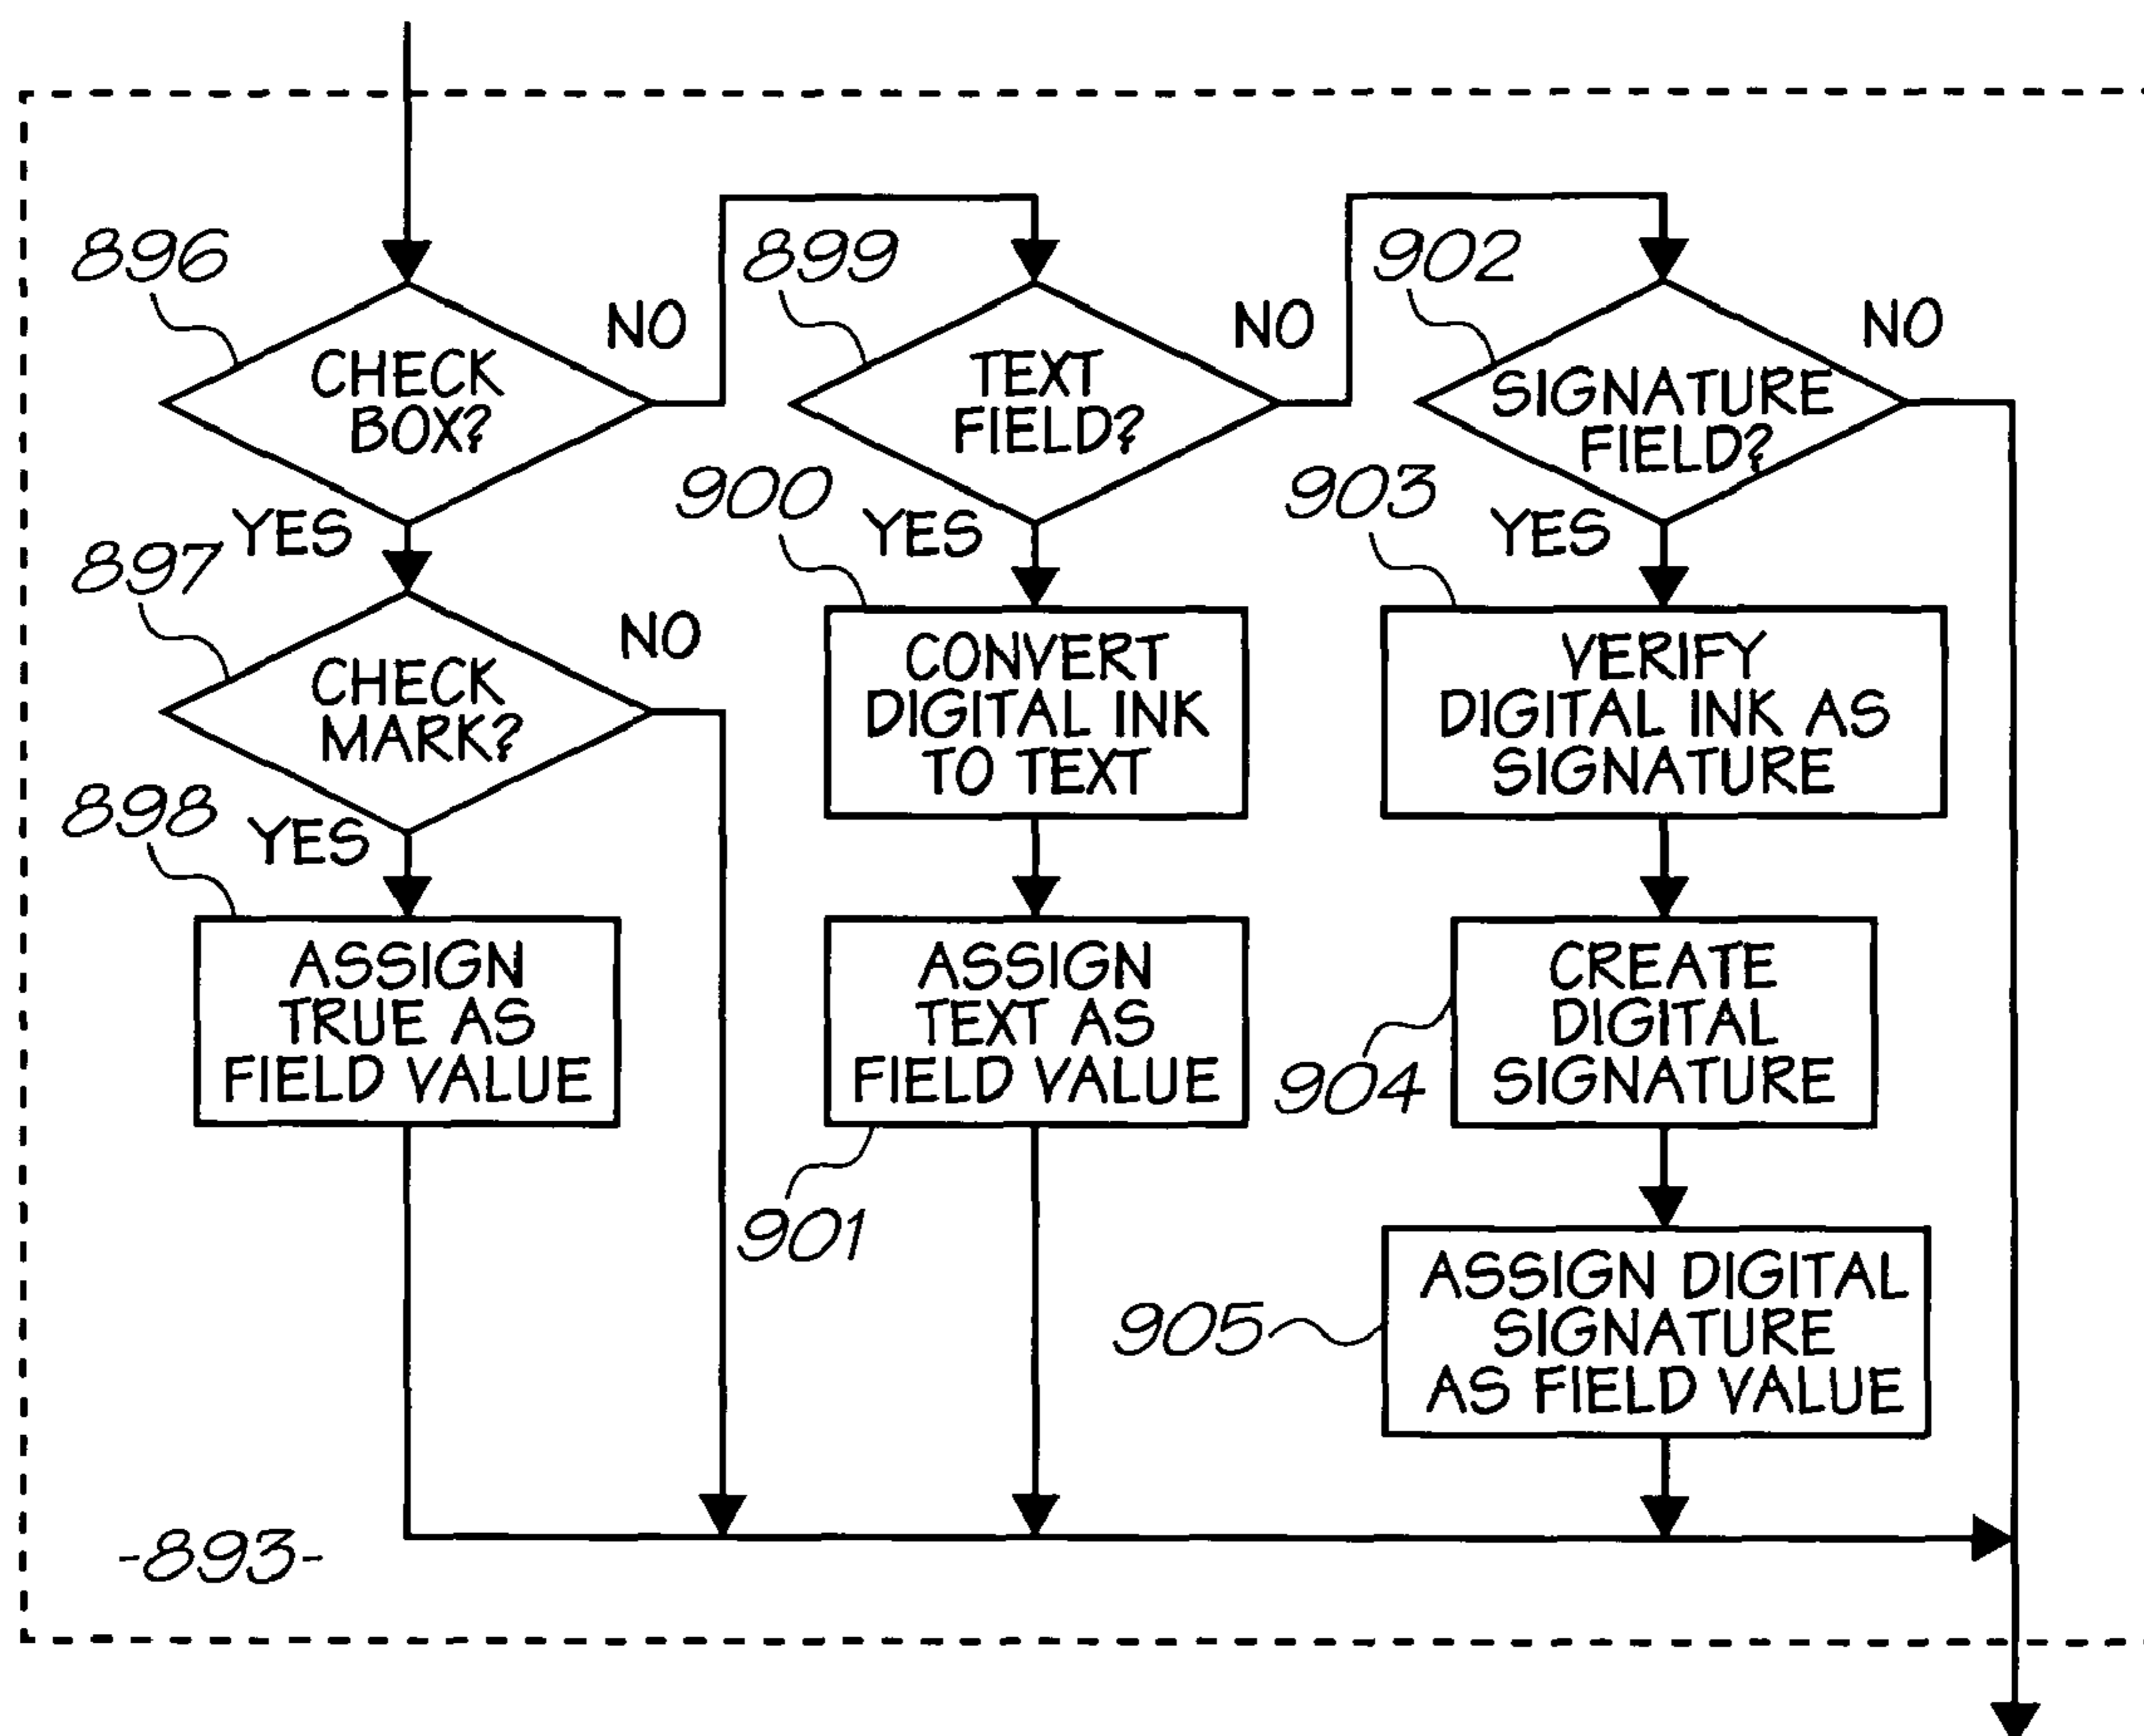 896
CHECK
BOX?
NO
YES
897
CHECK
MARK?
NO
YES
898
ASSIGN
TRUE AS
FIELD VALUE
899
TEXT
FIELD?
NO
YES
900
CONVERT
DIGITAL INK
TO TEXT
ASSIGN
TEXT AS
FIELD VALUE
901
902
SIGNATURE
FIELD?
NO
YES
903
VERIFY
DIGITAL INK AS
SIGNATURE
CREATE
DIGITAL
SIGNATURE
904
ASSIGN DIGITAL
SIGNATURE
AS FIELD VALUE
905
-893-